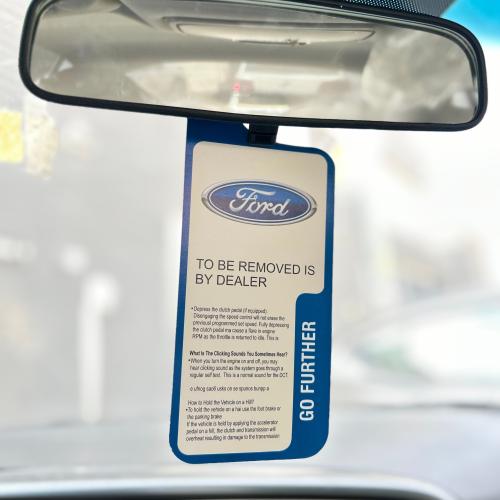 Ford
TO BE REMOVED IS
BY DEALER
•Depress the clutch pedal (if equipped).
Disengaging the speed control will not erase the
previous programmed set speed. Fully depressing
the clutch pedal ma cause a flare in engine
RPM as the throttle is returned to idle. This is
What Is The Clicking Sounds You Sometimes Hear?
•When you turn the engine on and off, you may
hear clicking sound as the system goes through a
regular self test. This is a normal sound for the DCT.
How to Hold the Vehicle on a Hill?
•To hold the vehicle on a hill use the foot brake or
the parking brake
If the vehicle is held by applying the accelerator
pedal on a hill, the clutch and transmission will
overheat resulting in damage to the transmission
GO FURTHER